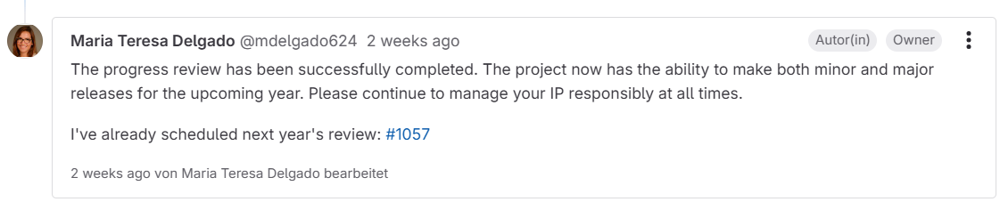 Maria Teresa Delgado @mdelgado624 2 weeks ago Autor(in) Owner
The progress review has been successfully completed. The project now has the ability to make both minor and major
releases for the upcoming year. Please continue to manage your IP responsibly at all times.
I've already scheduled next year's review: #1057
2 weeks ago von Maria Teresa Delgado bearbeitet